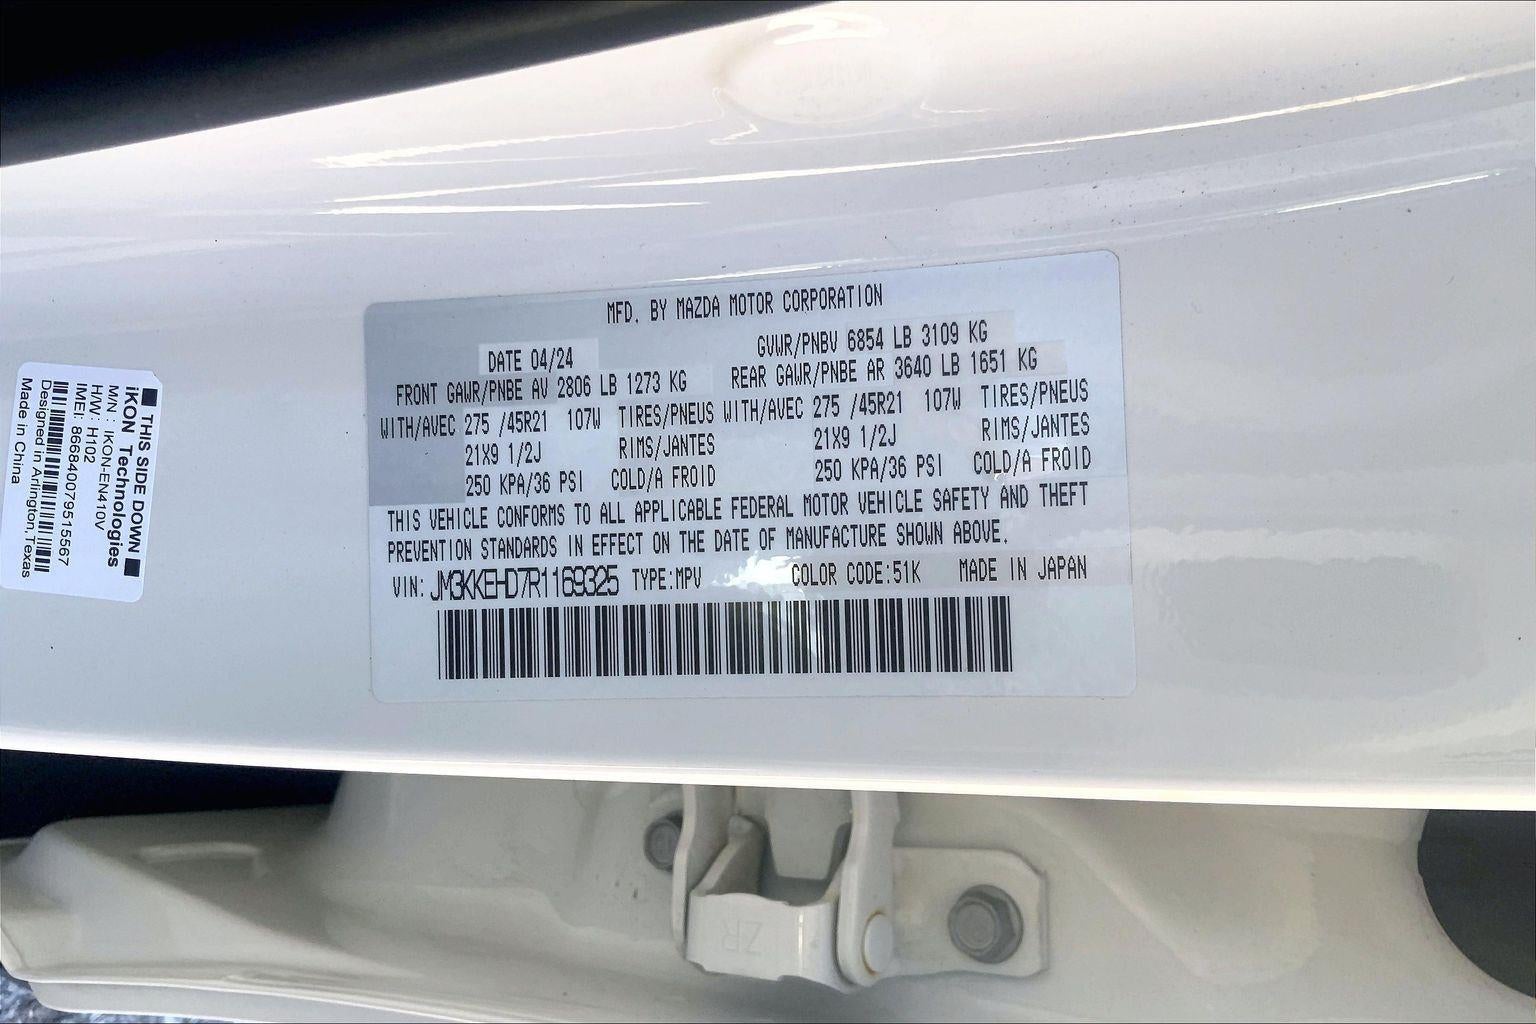 MFD. BY MAZDA MOTOR CORPORATION
DATE 04/24 GVWR/PNBV 6854 LB 3109 KG
FRONT GAWR/PNBE AV 2806 LB 1273 KG REAR GAWR/PNBE AR 3640 LB 1651 KG
WITH/AVEC 275 /45R21 107W TIRES/PNEUS WITH/AVEC 275 /45R21 107W TIRES/PNEUS
21X9 1/2J RIMS/JANTES 21X9 1/2J RIMS/JANTES
250 KPA/36 PSI COLD/A FROID 250 KPA/36 PSI COLD/A FROID
THIS VEHICLE CONFORMS TO ALL APPLICABLE FEDERAL MOTOR VEHICLE SAFETY AND THEFT
PREVENTION STANDARDS IN EFFECT ON THE DATE OF MANUFACTURE SHOWN ABOVE.
VIN: JM3KKEHD7R1169325 TYPE:MPV COLOR CODE:51K MADE IN JAPAN
THIS SIDE DOWN
iKON Technologies
M/N : IKON-EN410V
H/W: H102
IMEI: 866840079515567
Designed in Arlington,Texas
Made in China
ZR